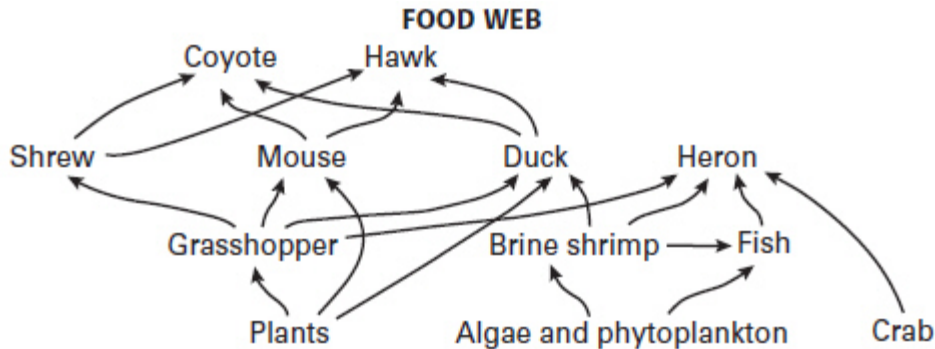 FOOD WEB
Coyote Hawk
Shrew Mouse Duck Heron
Grasshopper Brine shrimp Fish
Plants Algae and phytoplankton Crab